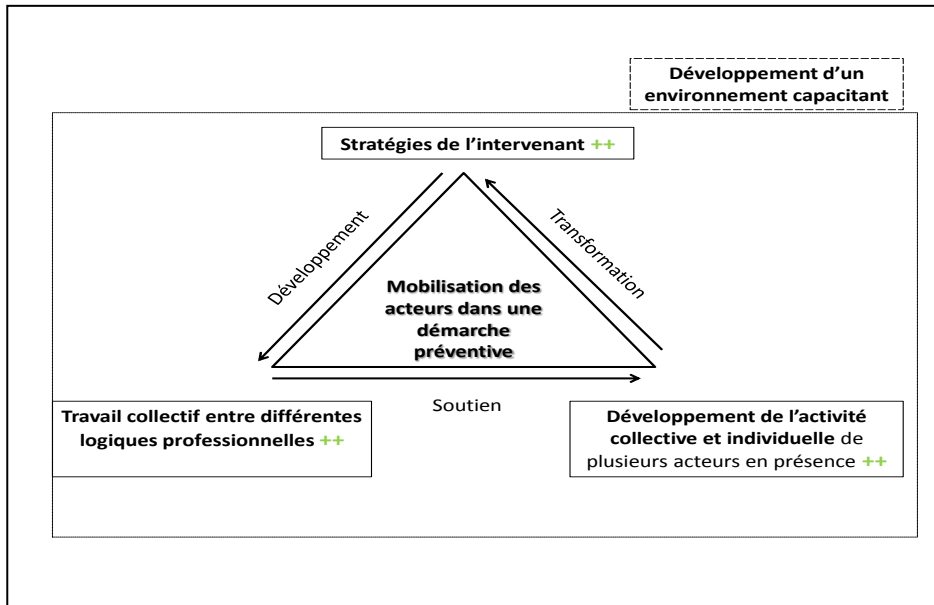 Développement d’un
environnement capacitant
Stratégies de l’intervenant ++
Développement
Transformation
Mobilisation des
acteurs dans une
démarche
préventive
Soutien
Travail collectif entre différentes
logiques professionnelles ++
Développement de l’activité
collective et individuelle de
plusieurs acteurs en présence ++